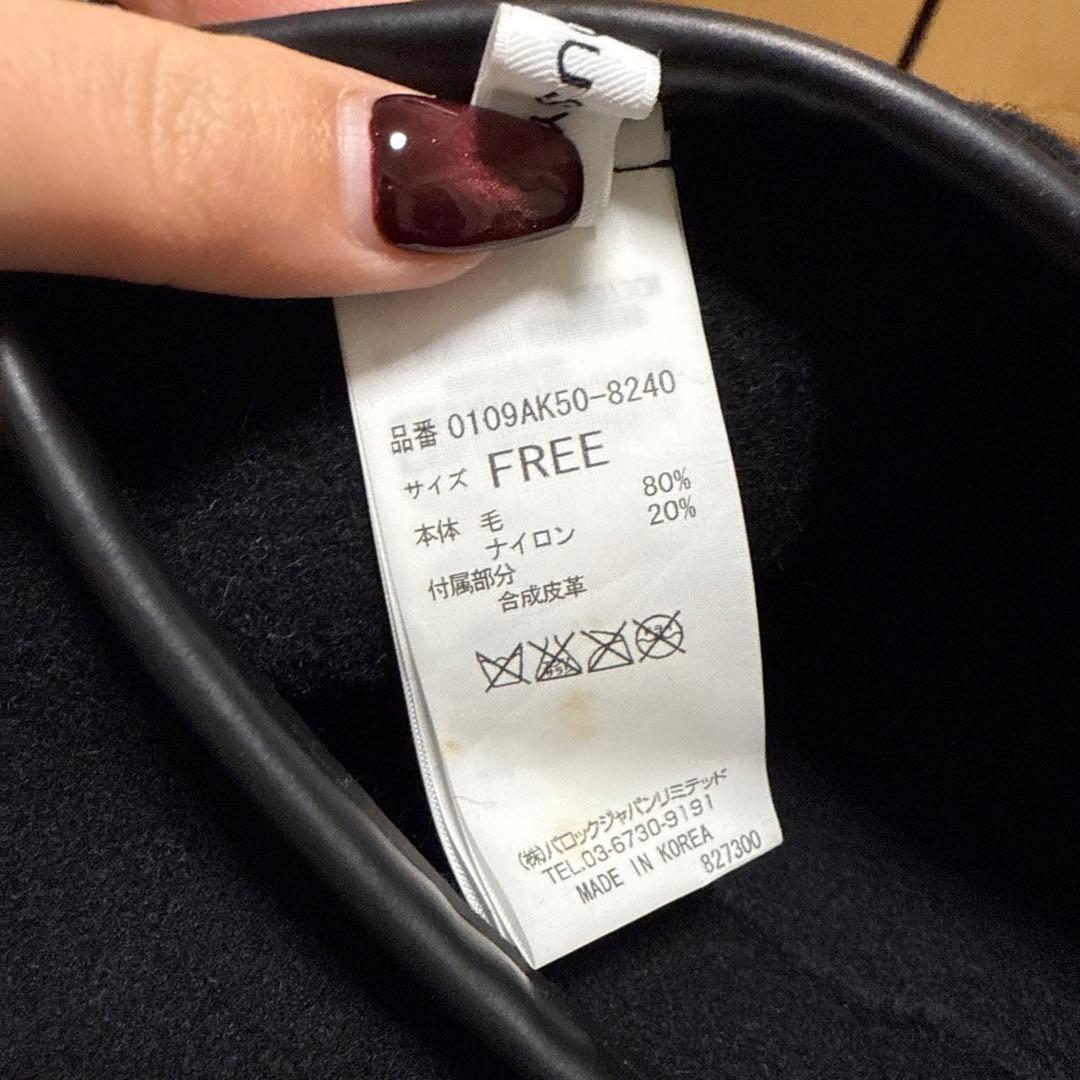 品番 0109AK50-8240
サイズ FREE
本体 毛 80%
ナイロン 20%
付属部分
合成皮革
(株)バロックジャパンリミテッド
TEL.03-6730-9191
MADE IN KOREA
827300